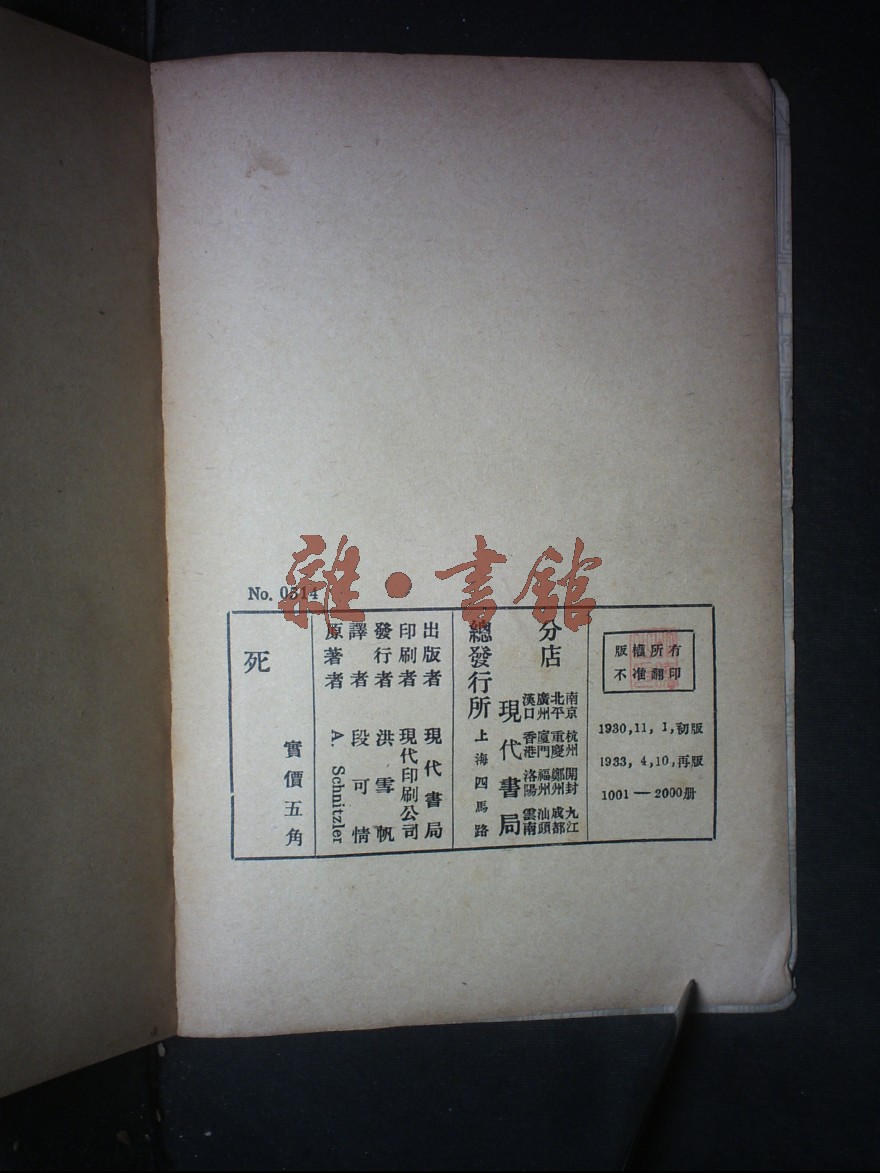 雜·書館
No. 0314
版權所有
不准翻印
1930, 11, 1, 初版
1933, 4, 10, 再版
1001—2000册
分店
南京 杭州 開封 九江
北平 重慶 鄭州 成都
廣州 廈門 福州 汕頭
漢口 香港 洛陽 雲南
現代書局
總發行所 上海四馬路
出版者 現代書局
印刷者 現代印刷公司
發行者 洪雪帆
譯者 段可情
原著者 A. Schnitzler
實價五角
死